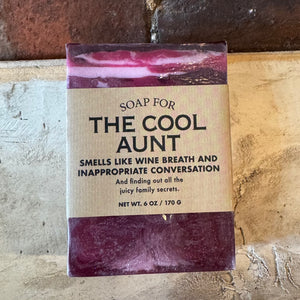 SOAP FOR
THE COOL
AUNT
SMELLS LIKE WINE BREATH AND
INAPPROPRIATE CONVERSATION
And finding out all the
juicy family secrets.
NET WT. 6 OZ / 170 G